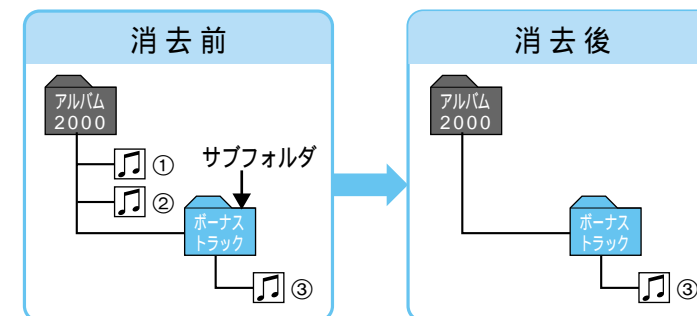 消去前
アルバム
2000
①
サブフォルダ
②
ボーナス
トラック
③
消去後
アルバム
2000
ボーナス
トラック
③